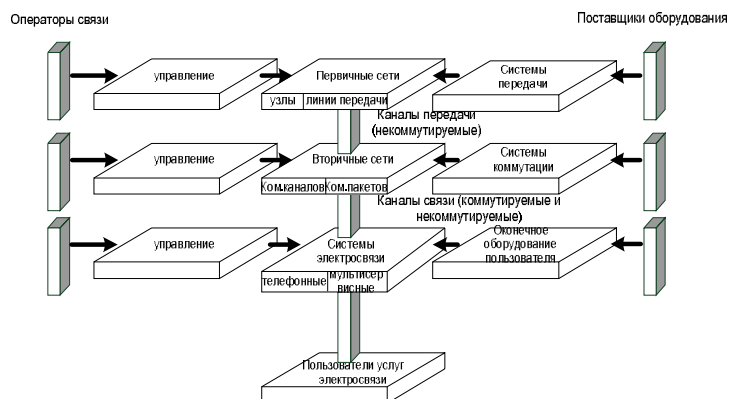 Операторы связи
Поставщики оборудования
управление
Первичные сети
Системы
передачи
узлы
линии передачи
Каналы передачи
(некоммутируемые)
управление
Вторичные сети
Системы
коммутации
Ком.каналов
Ком.пакетов
Каналы связи (коммутируемые и
некоммутируемые)
управление
Системы
электросвязи
Оконечное
оборудование
пользователя
телефонные
мультисер
висные
Пользователи услуг
электросвязи